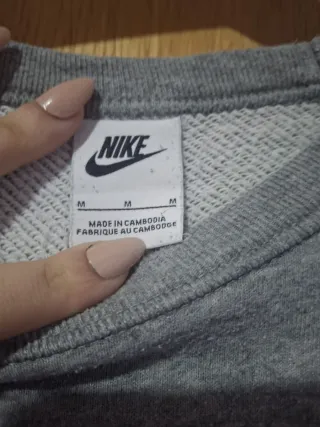 NIKE
M M M
MADE IN CAMBODIA
FABRIQUE AU CAMBODGE